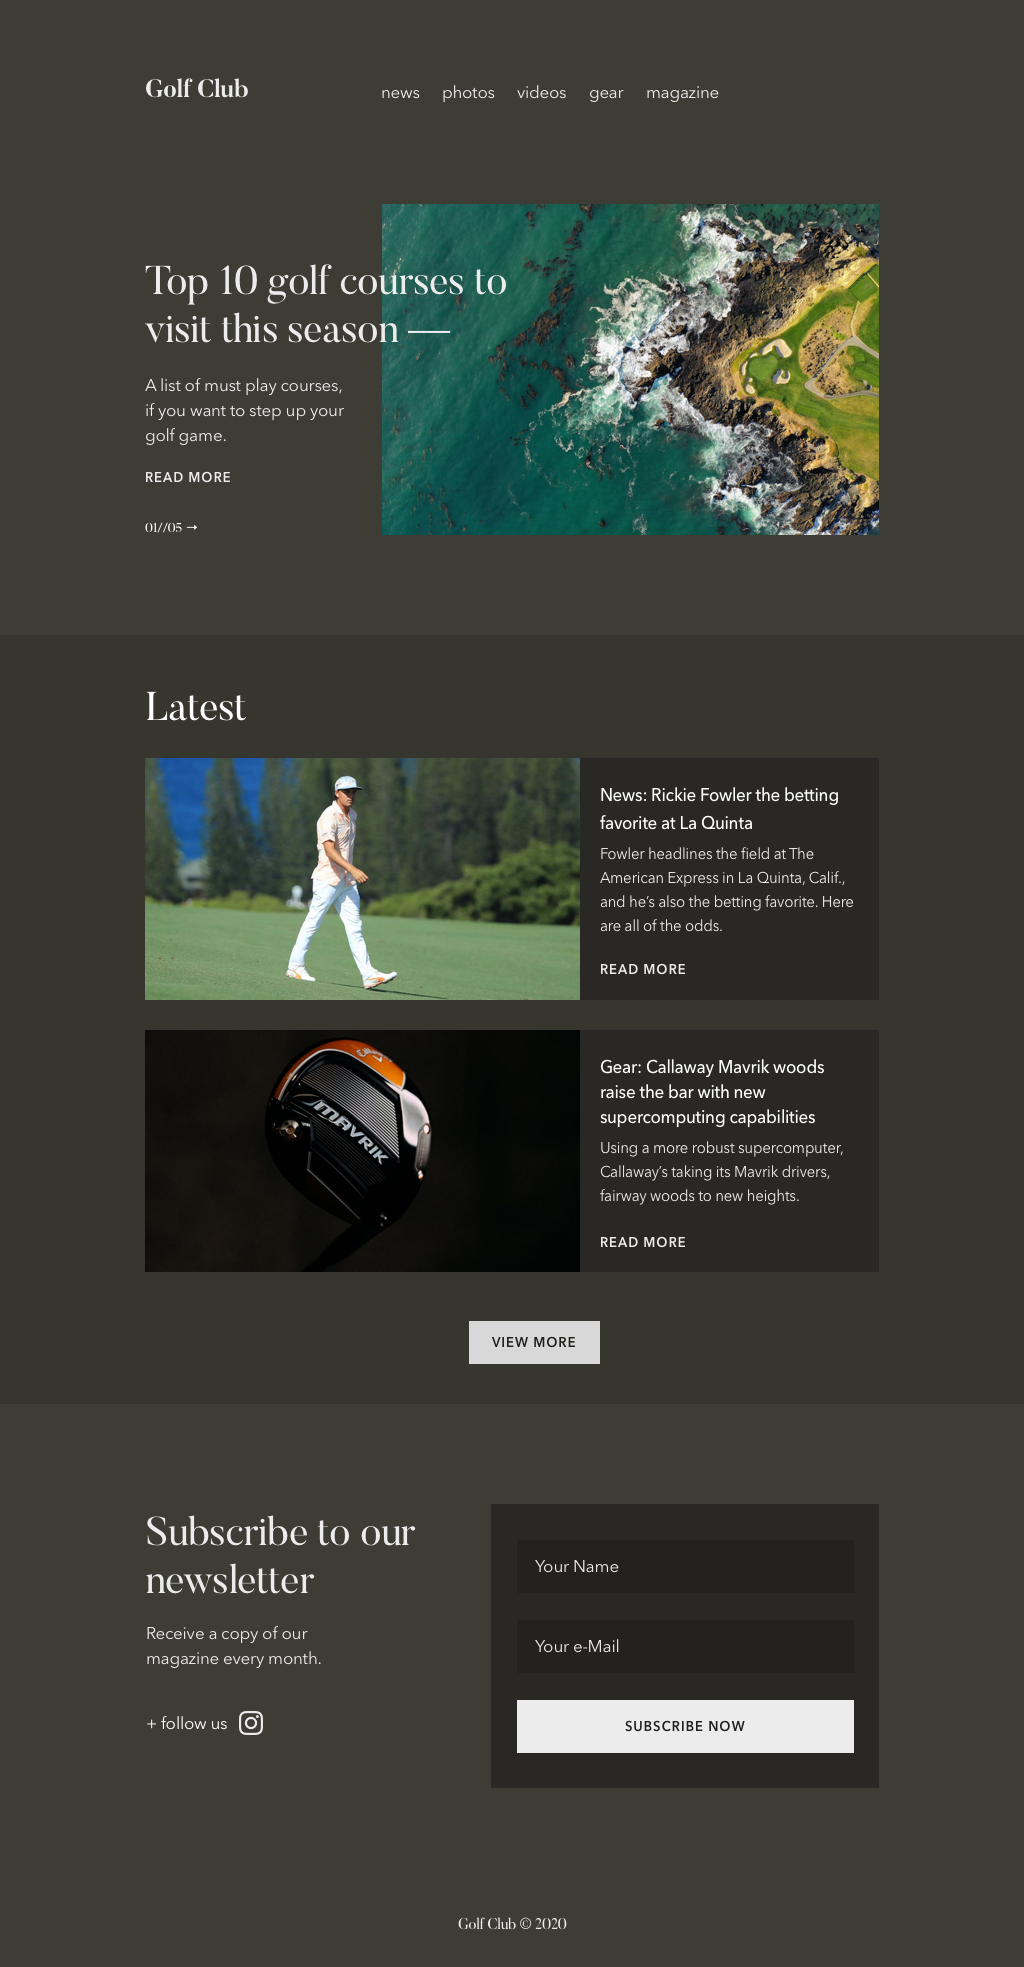 Golf Club
news photos videos gear magazine
Top 10 golf courses to
visit this season —
A list of must play courses,
if you want to step up your
golf game.
READ MORE
01//05 →
Latest
News: Rickie Fowler the betting
favorite at La Quinta
Fowler headlines the field at The
American Express in La Quinta, Calif.,
and he’s also the betting favorite. Here
are all of the odds.
READ MORE
Callaway
MAVRIK
Gear: Callaway Mavrik woods
raise the bar with new
supercomputing capabilities
Using a more robust supercomputer,
Callaway’s taking its Mavrik drivers,
fairway woods to new heights.
READ MORE
VIEW MORE
Subscribe to our
newsletter
Receive a copy of our
magazine every month.
+ follow us
Your Name
Your e-Mail
SUBSCRIBE NOW
Golf Club © 2020